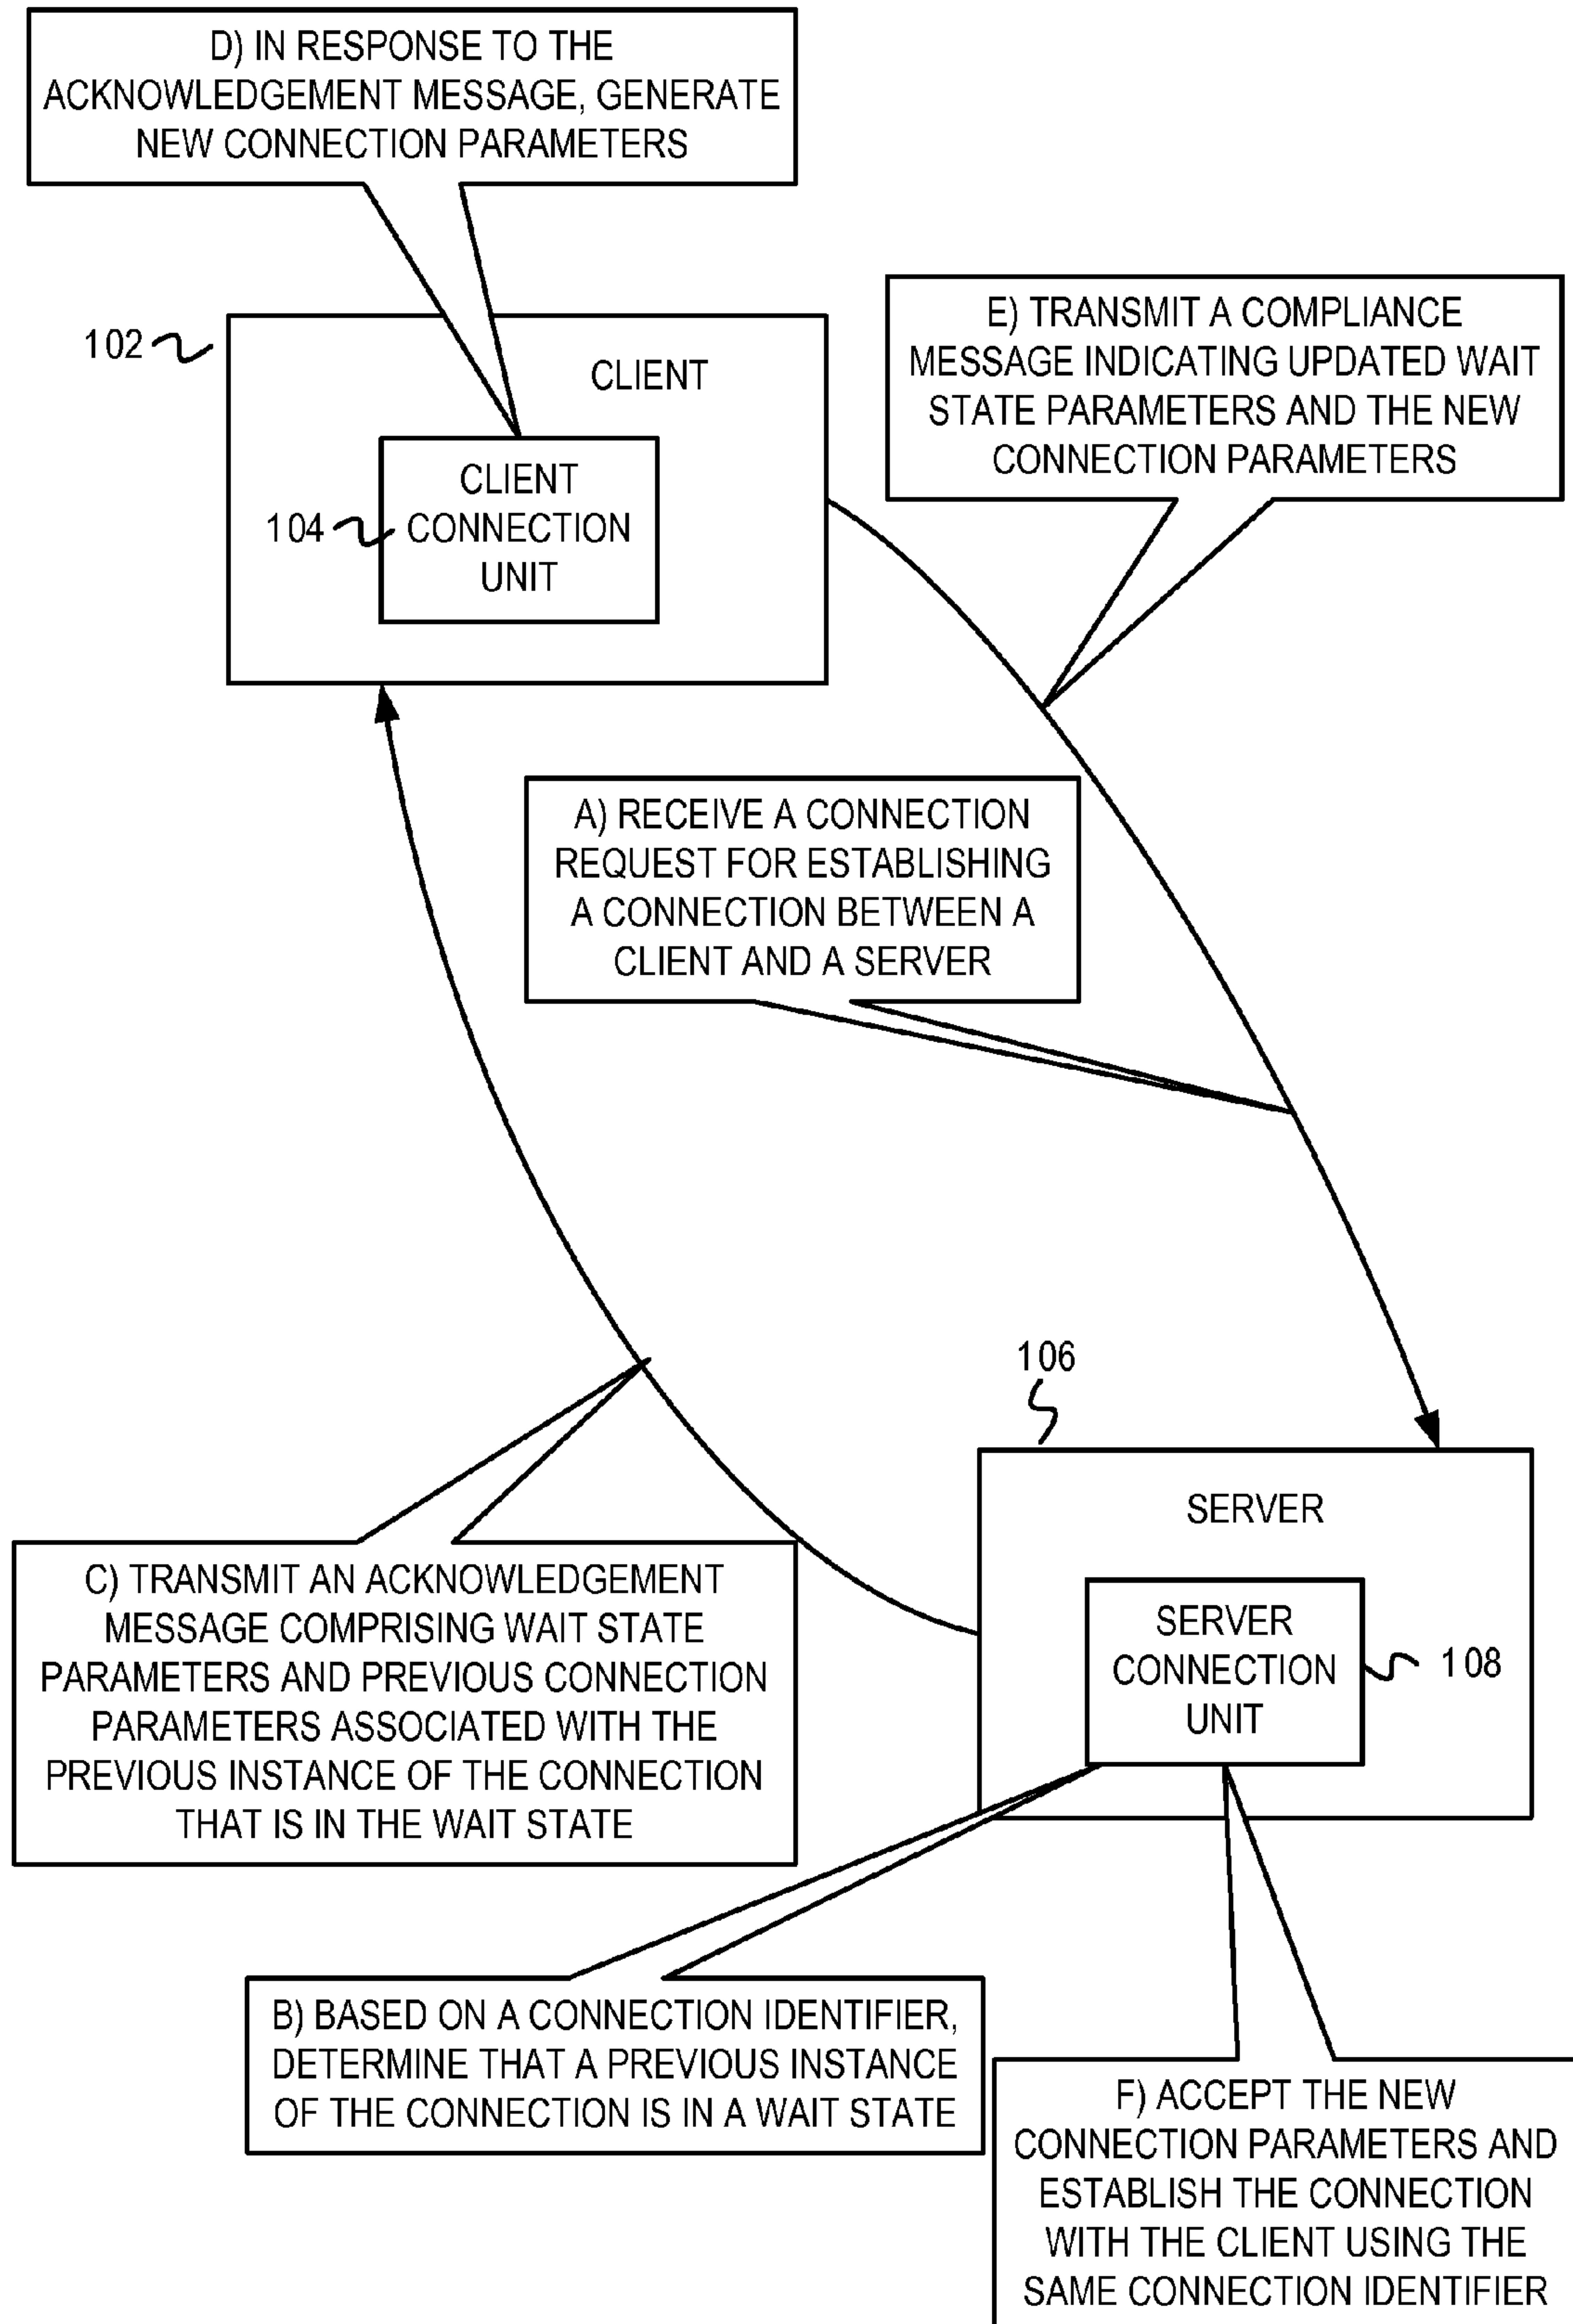 D) IN RESPONSE TO THE
ACKNOWLEDGEMENT MESSAGE, GENERATE
NEW CONNECTION PARAMETERS
102
CLIENT
CLIENT
CONNECTION
UNIT
104
E) TRANSMIT A COMPLIANCE
MESSAGE INDICATING UPDATED WAIT
STATE PARAMETERS AND THE NEW
CONNECTION PARAMETERS
A) RECEIVE A CONNECTION
REQUEST FOR ESTABLISHING
A CONNECTION BETWEEN A
CLIENT AND A SERVER
106
SERVER
SERVER
CONNECTION
UNIT
108
C) TRANSMIT AN ACKNOWLEDGEMENT
MESSAGE COMPRISING WAIT STATE
PARAMETERS AND PREVIOUS CONNECTION
PARAMETERS ASSOCIATED WITH THE
PREVIOUS INSTANCE OF THE CONNECTION
THAT IS IN THE WAIT STATE
B) BASED ON A CONNECTION IDENTIFIER,
DETERMINE THAT A PREVIOUS INSTANCE
OF THE CONNECTION IS IN A WAIT STATE
F) ACCEPT THE NEW
CONNECTION PARAMETERS AND
ESTABLISH THE CONNECTION
WITH THE CLIENT USING THE
SAME CONNECTION IDENTIFIER